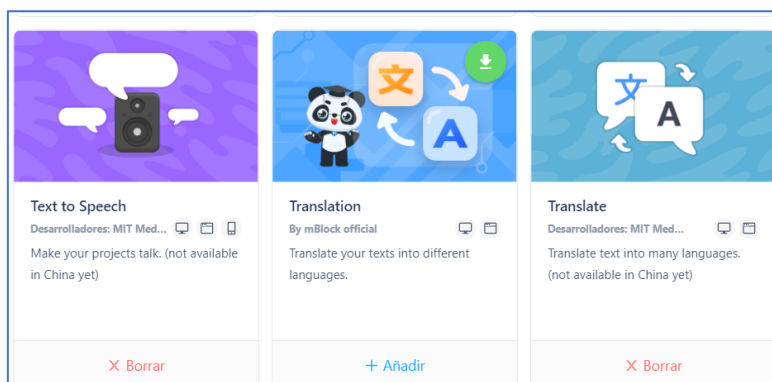 文
A
文
A
Text to Speech
Desarrolladores: MIT Med...
Make your projects talk. (not available
in China yet)
× Borrar
Translation
By mBlock official
Translate your texts into different
languages.
+ Añadir
Translate
Desarrolladores: MIT Med...
Translate text into many languages.
(not available in China yet)
× Borrar